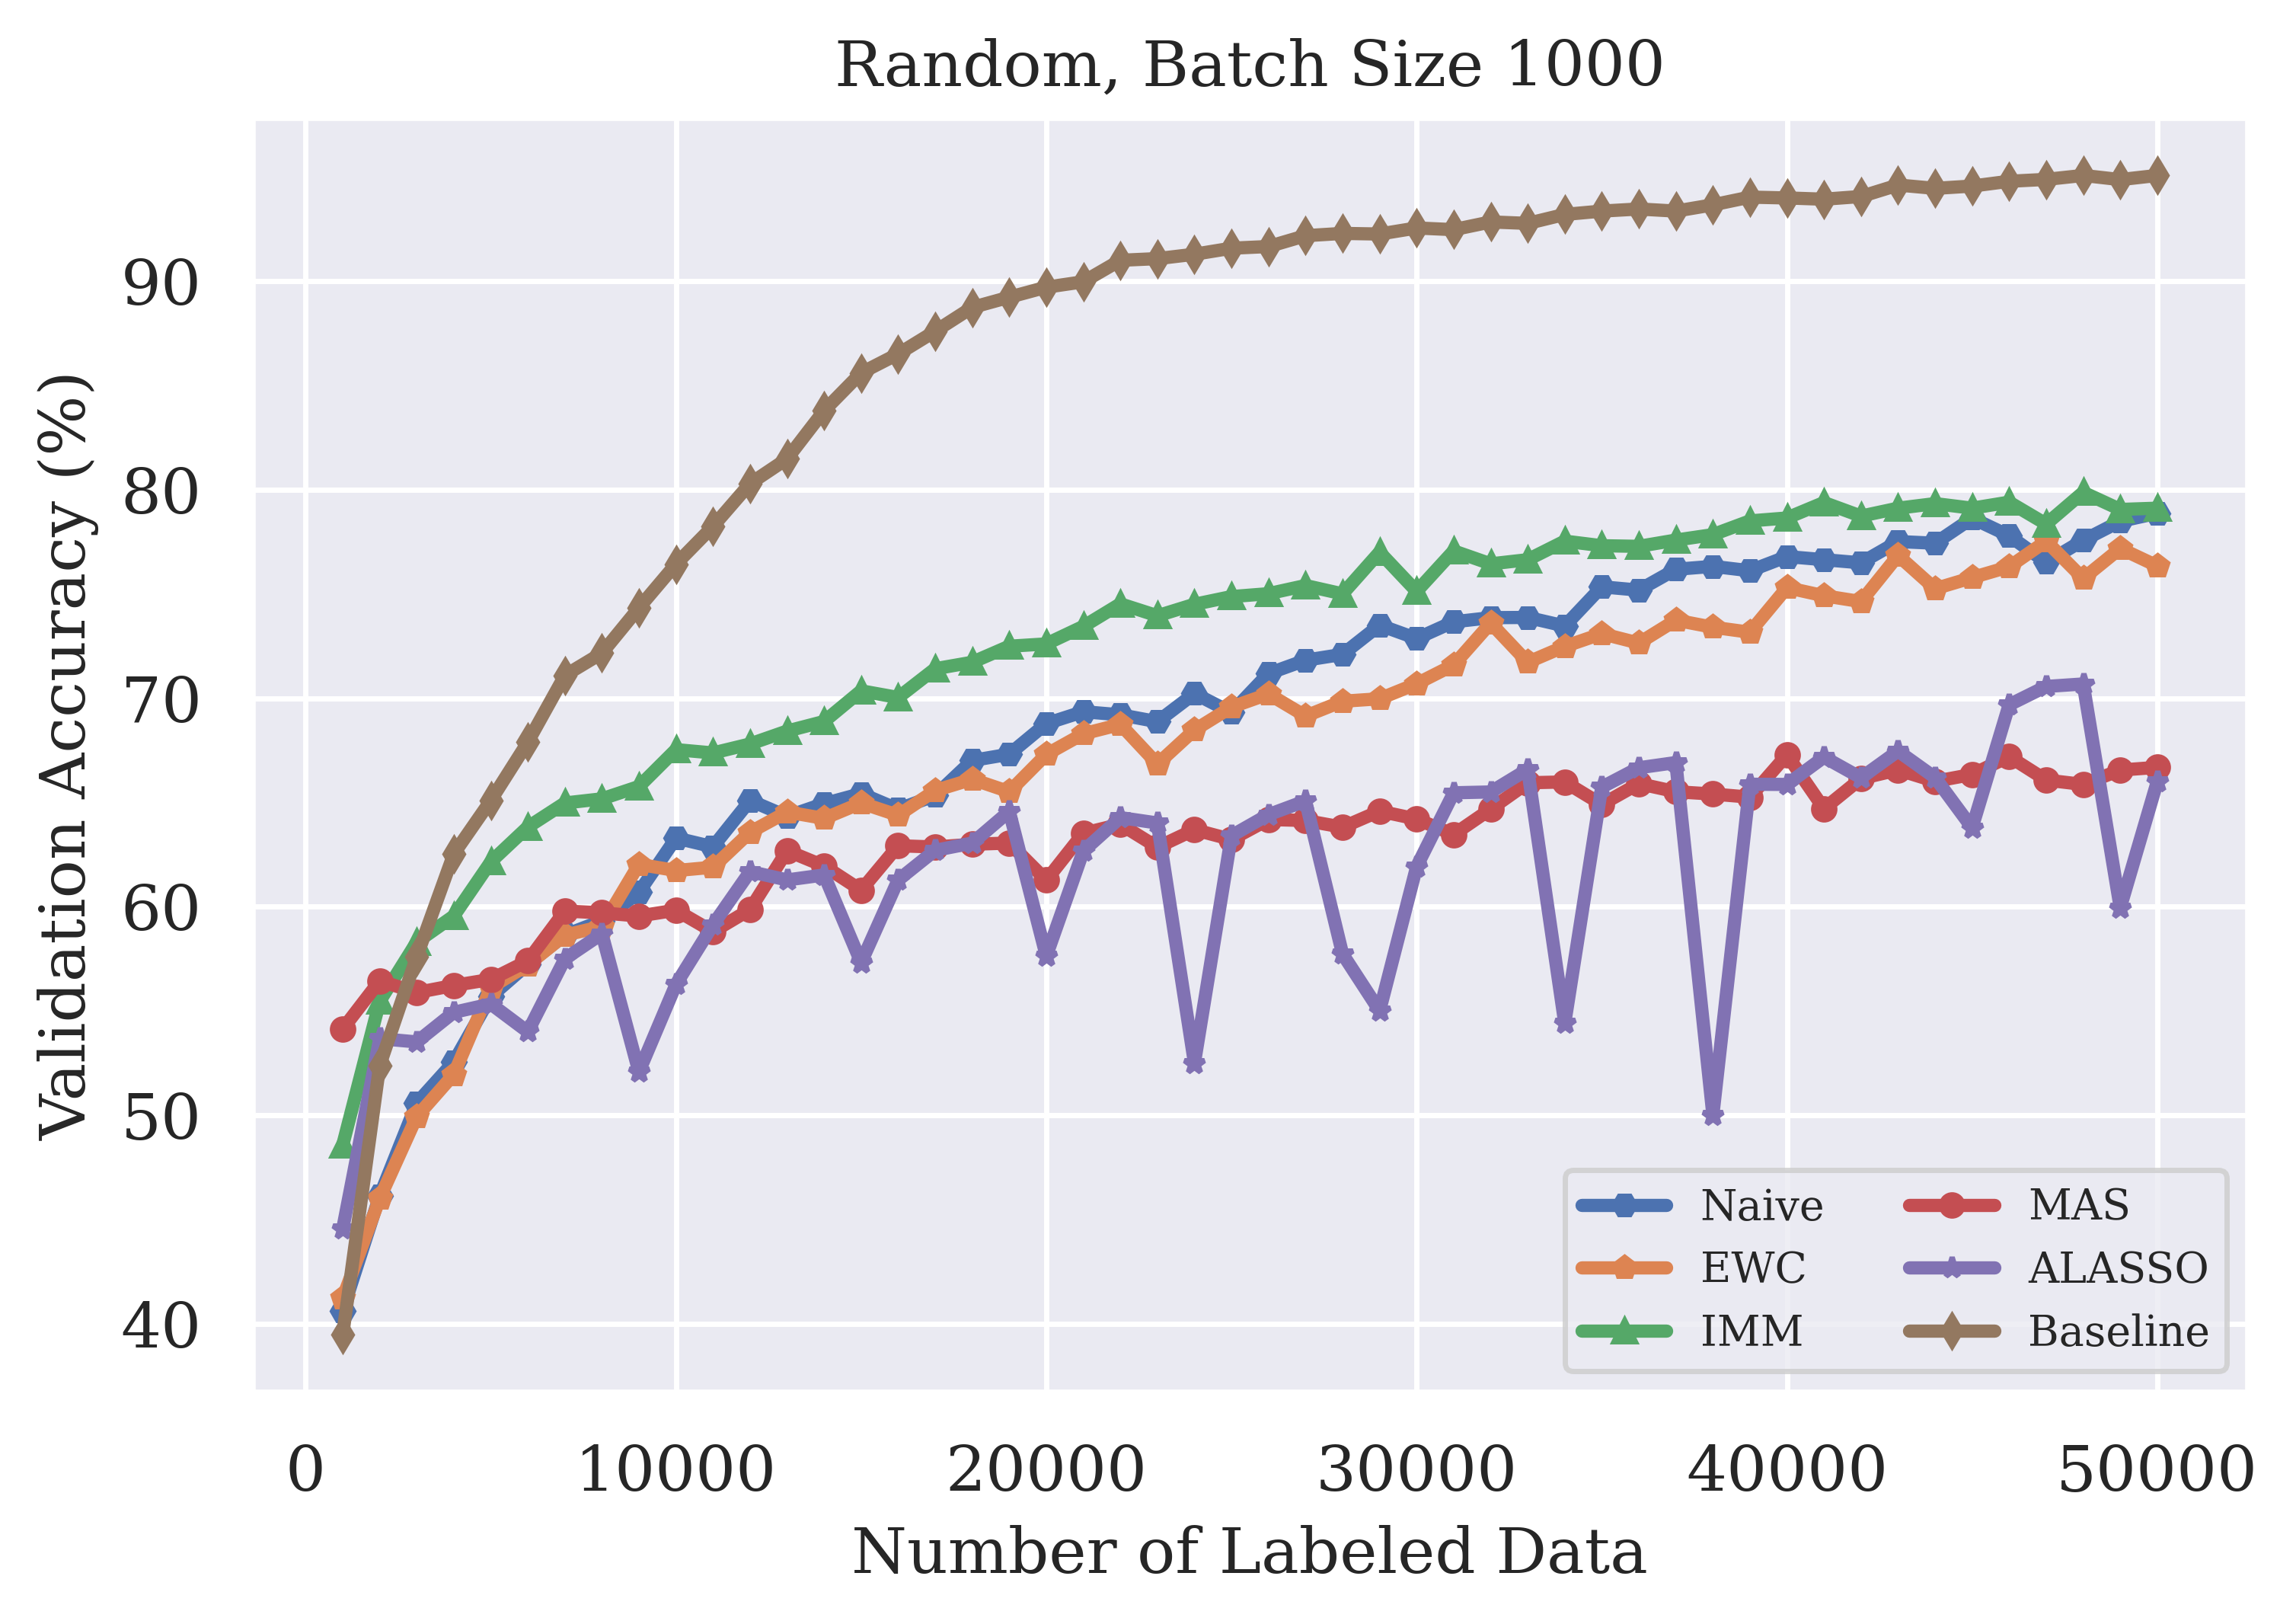 Random, Batch Size 1000
Validation Accuracy (%)
90
80
70
60
50
40
Naive
EWC
IMM
MAS
ALASSO
Baseline
0 10000 20000 30000 40000 50000
Number of Labeled Data